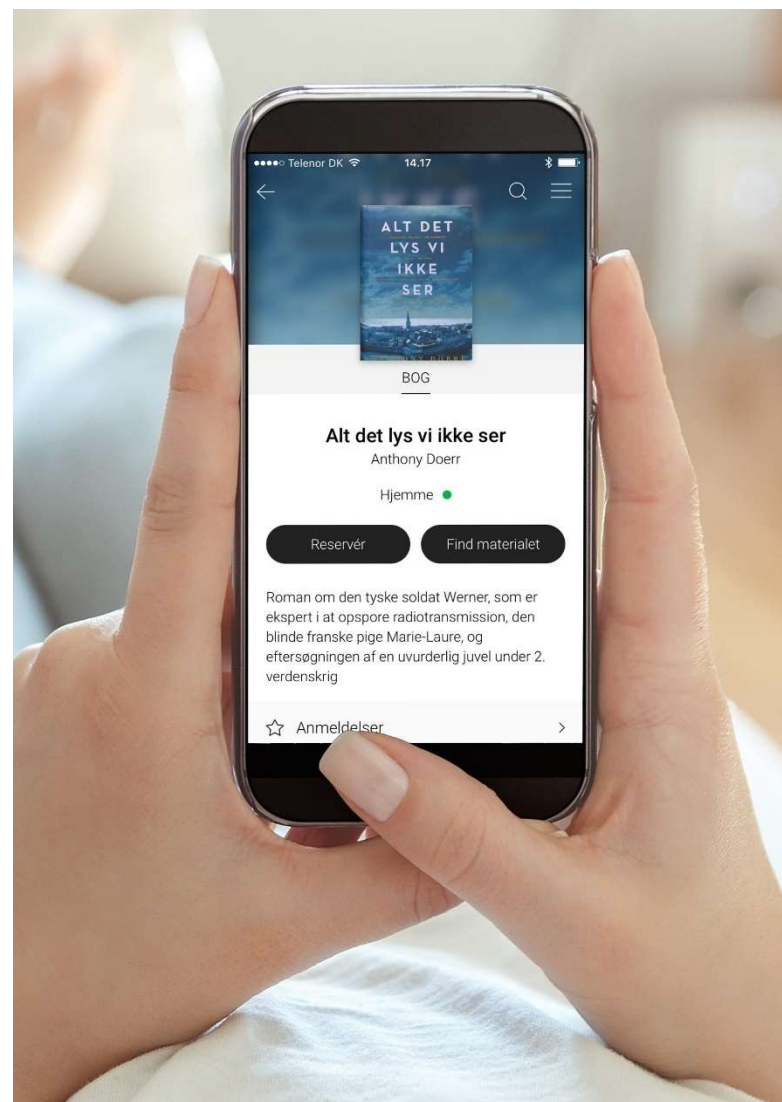 Telenor DK
14.17
ALT DET
LYS VI
IKKE
SER
ANTHONY DOERR
BOG
Alt det lys vi ikke ser
Anthony Doerr
Hjemme
Reservér
Find materialet
Roman om den tyske soldat Werner, som er
ekspert i at opspore radiotransmission, den
blinde franske pige Marie-Laure, og
eftersøgningen af en uvurderlig juvel under 2.
verdenskrig
Anmeldelser